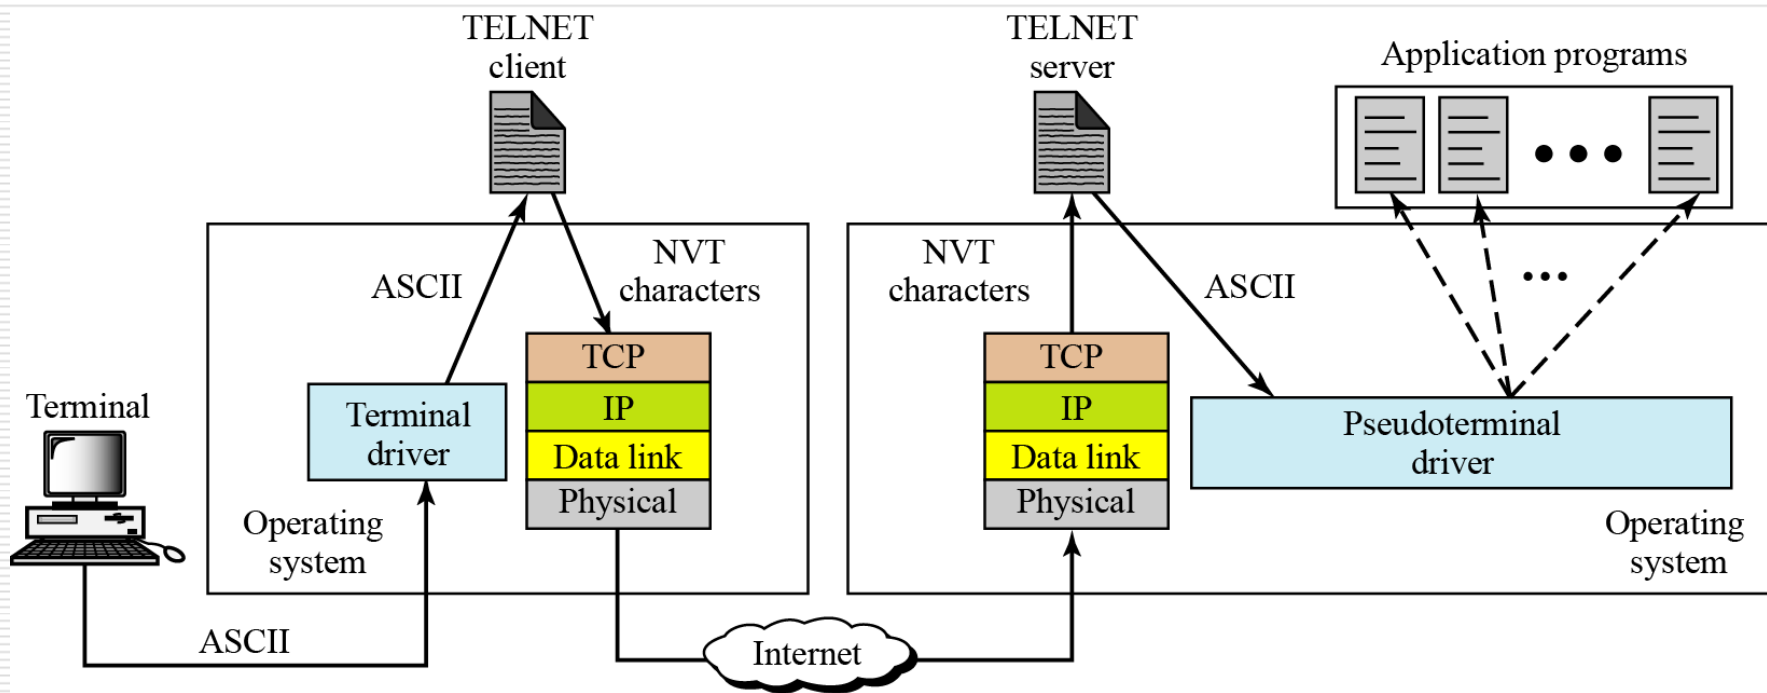 TELNET
client
TELNET
server
Application programs
ASCII
NVT
characters
NVT
characters
ASCII
Terminal
Terminal
driver
TCP
IP
Data link
Physical
TCP
IP
Data link
Physical
Pseudoterminal
driver
Operating
system
Operating
system
ASCII
Internet